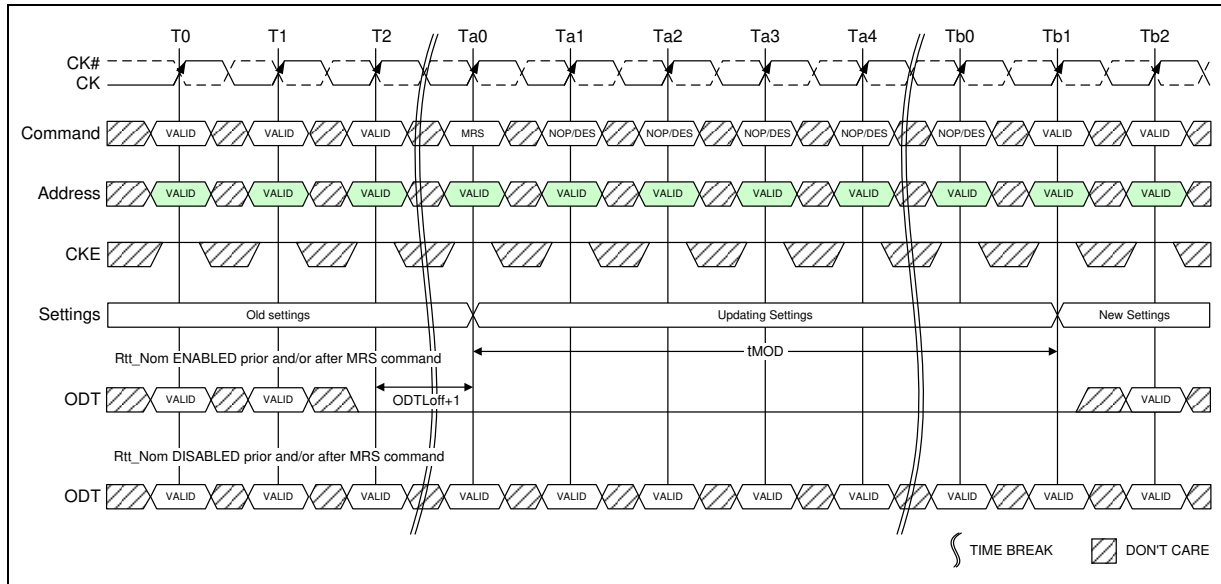 T0 T1 T2 Ta0 Ta1 Ta2 Ta3 Ta4 Tb0 Tb1 Tb2
CK#
CK
Command VALID VALID VALID MRS NOP/DES NOP/DES NOP/DES NOP/DES NOP/DES VALID VALID
Address VALID VALID VALID VALID VALID VALID VALID VALID VALID VALID VALID
CKE
Settings Old settings Updating Settings New Settings
Rtt_Nom ENABLED prior and/or after MRS command tMOD
ODT VALID VALID ODTLoff+1 VALID
Rtt_Nom DISABLED prior and/or after MRS command
ODT VALID VALID VALID VALID VALID VALID VALID VALID VALID VALID VALID
TIME BREAK DON'T CARE